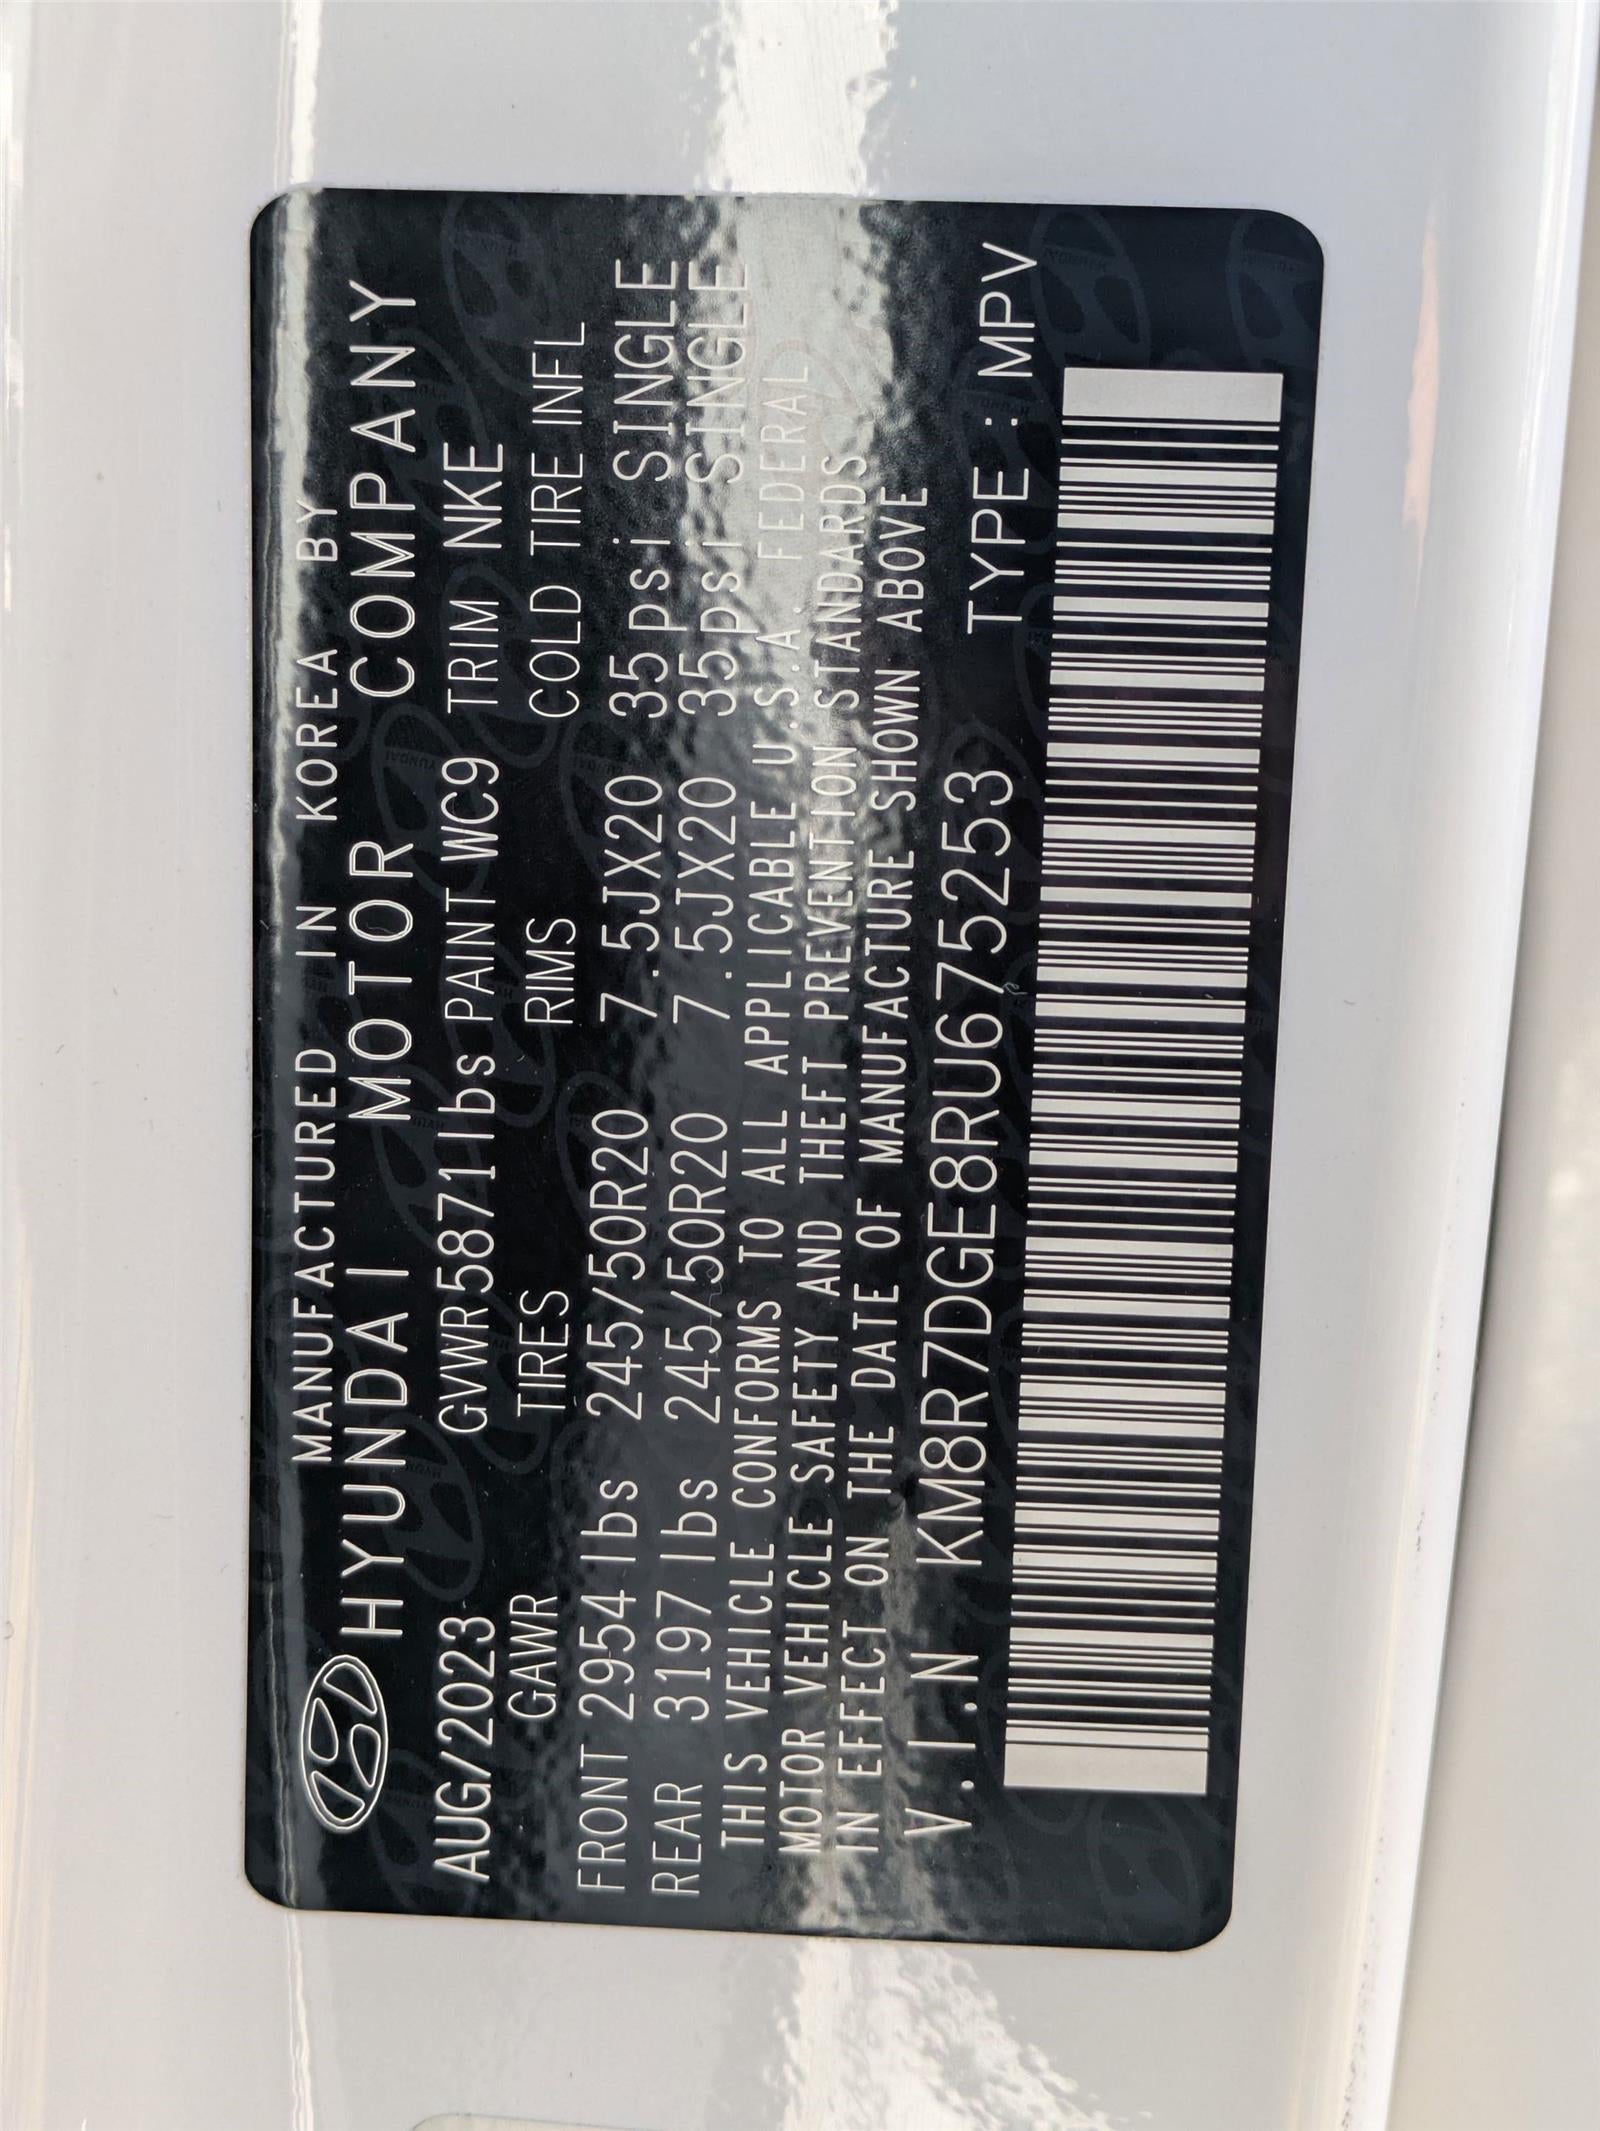 MANUFACTURED IN KOREA BY
HYUNDAI MOTOR COMPANY
AUG/2023 GVWR 5871 lbs PAINT WC9 TRIM NKE
GAWR TIRES RIMS COLD TIRE INFL
FRONT 2954 lbs 245/50R20 7.5JX20 35 psi SINGLE
REAR 3197 lbs 245/50R20 7.5JX20 35 psi SINGLE
THIS VEHICLE CONFORMS TO ALL APPLICABLE U.S.A. FEDERAL
MOTOR VEHICLE SAFETY AND THEFT PREVENTION STANDARDS
IN EFFECT ON THE DATE OF MANUFACTURE SHOWN ABOVE
V.I.N KM8R7DGE8RU675253 TYPE : MPV